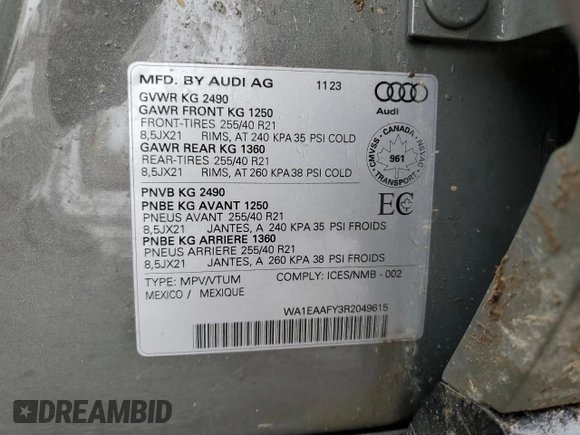 MFD. BY AUDI AG 11 23
GVWR KG 2490
GAWR FRONT KG 1250
FRONT-TIRES 255/40 R21
8,5JX21 RIMS, AT 240 KPA 35 PSI COLD
GAWR REAR KG 1360
REAR-TIRES 255/40 R21
8,5JX21 RIMS, AT 260 KPA 38 PSI COLD
Audi
CMVSS - CANADA - NSVAC
961
TRANSPORT
PNVB KG 2490
PNBE KG AVANT 1250
PNEUS AVANT 255/40 R21
8,5JX21 JANTES, A 240 KPA 35 PSI FROIDS
PNBE KG ARRIERE 1360
PNEUS ARRIERE 255/40 R21
8,5JX21 JANTES, A 260 KPA 38 PSI FROIDS
EC
TYPE: MPV/VTUM COMPLY: ICES/NMB - 002
MEXICO / MEXIQUE
WA1EAAFY3R2049615
DREAMBID